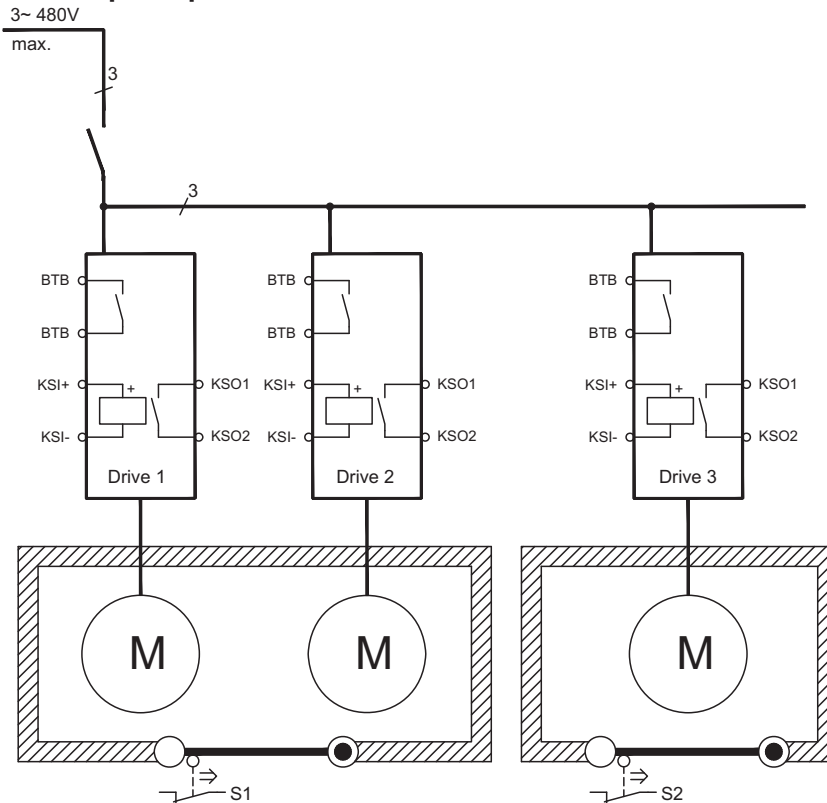 3~ 480V
max.
3
3
BTB BTB BTB
BTB BTB BTB
KSI+ + KSO1 KSI+ + KSO1 KSI+ + KSO1
KSI- KSO2 KSI- KSO2 KSI- KSO2
Drive 1 Drive 2 Drive 3
M M M
S1 S2